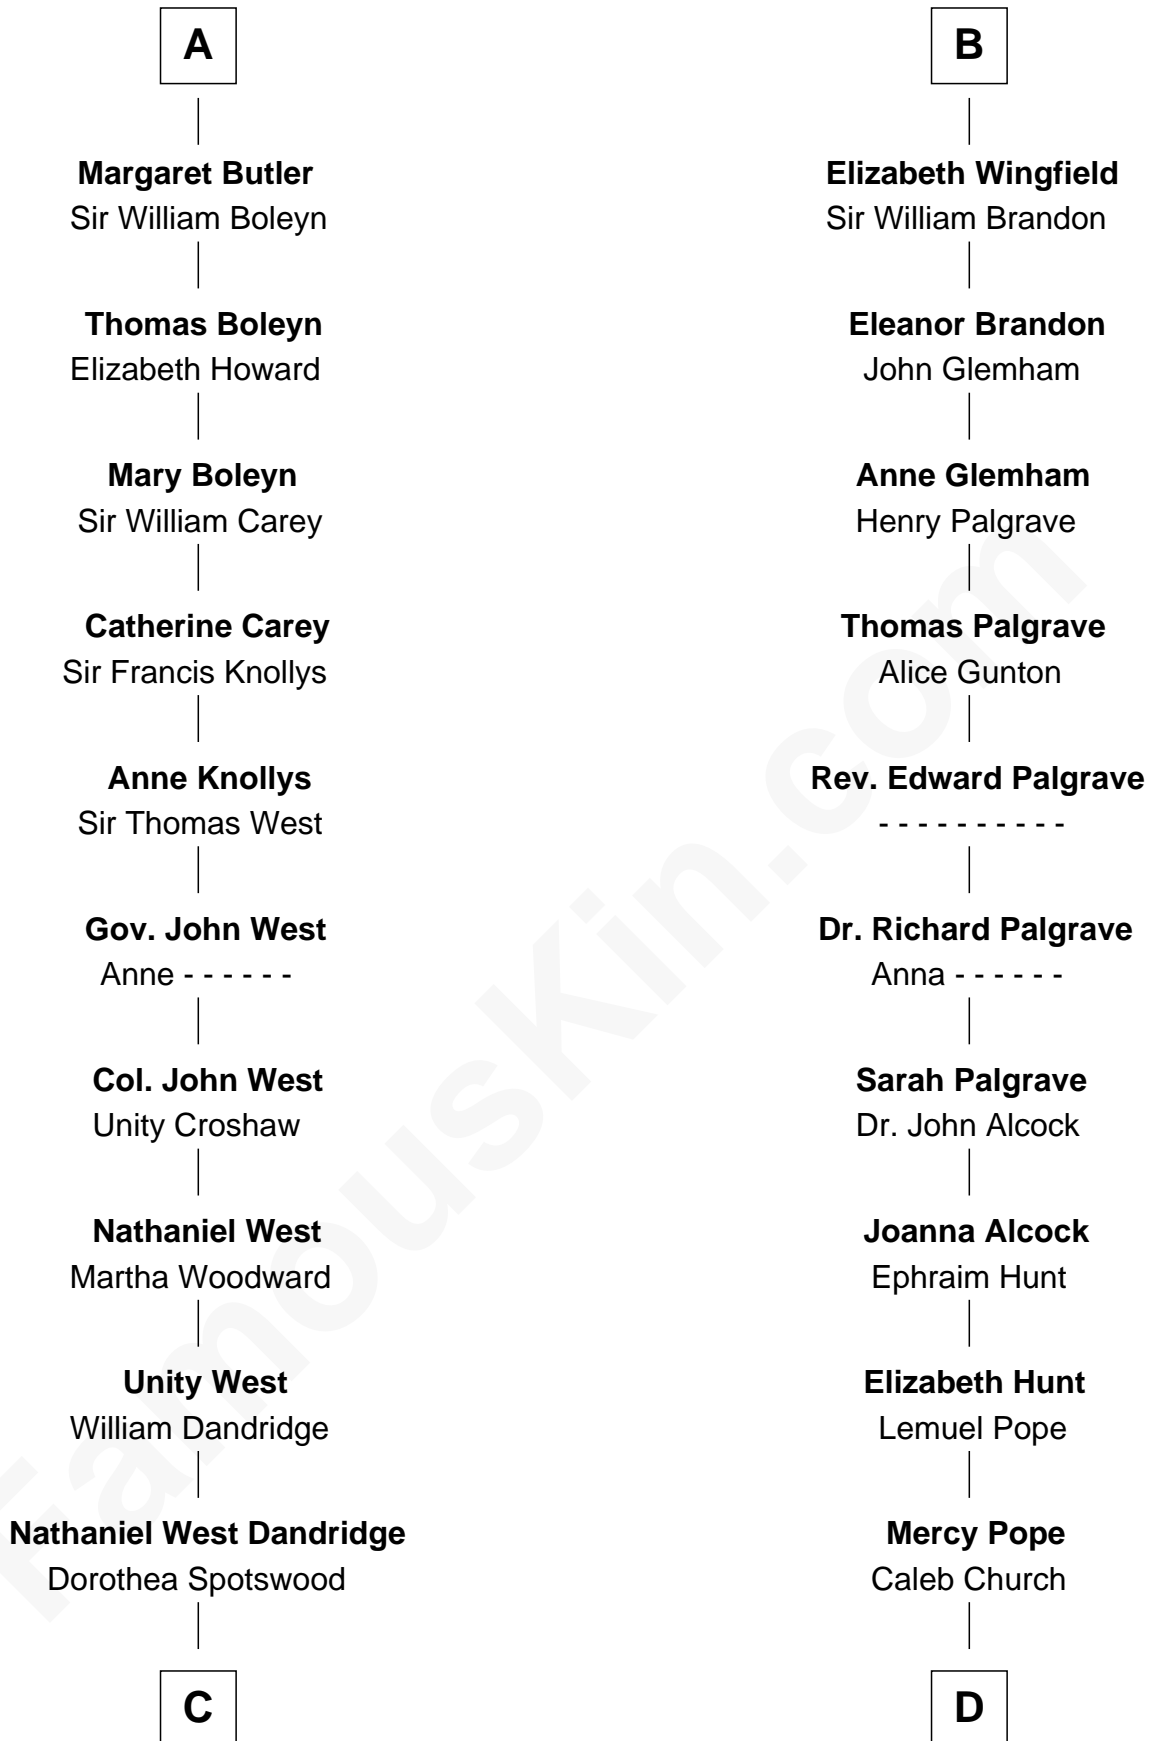 A
Margaret Butler
Sir William Boleyn
Thomas Boleyn
Elizabeth Howard
Mary Boleyn
Sir William Carey
Catherine Carey
Sir Francis Knollys
Anne Knollys
Sir Thomas West
Gov. John West
Anne - - - - - -
Col. John West
Unity Croshaw
Nathaniel West
Martha Woodward
Unity West
William Dandridge
Nathaniel West Dandridge
Dorothea Spotswood
C
B
Elizabeth Wingfield
Sir William Brandon
Eleanor Brandon
John Glemham
Anne Glemham
Henry Palgrave
Thomas Palgrave
Alice Gunton
Rev. Edward Palgrave
- - - - - - - - - -
Dr. Richard Palgrave
Anna - - - - - -
Sarah Palgrave
Dr. John Alcock
Joanna Alcock
Ephraim Hunt
Elizabeth Hunt
Lemuel Pope
Mercy Pope
Caleb Church
D
FamousKin.com